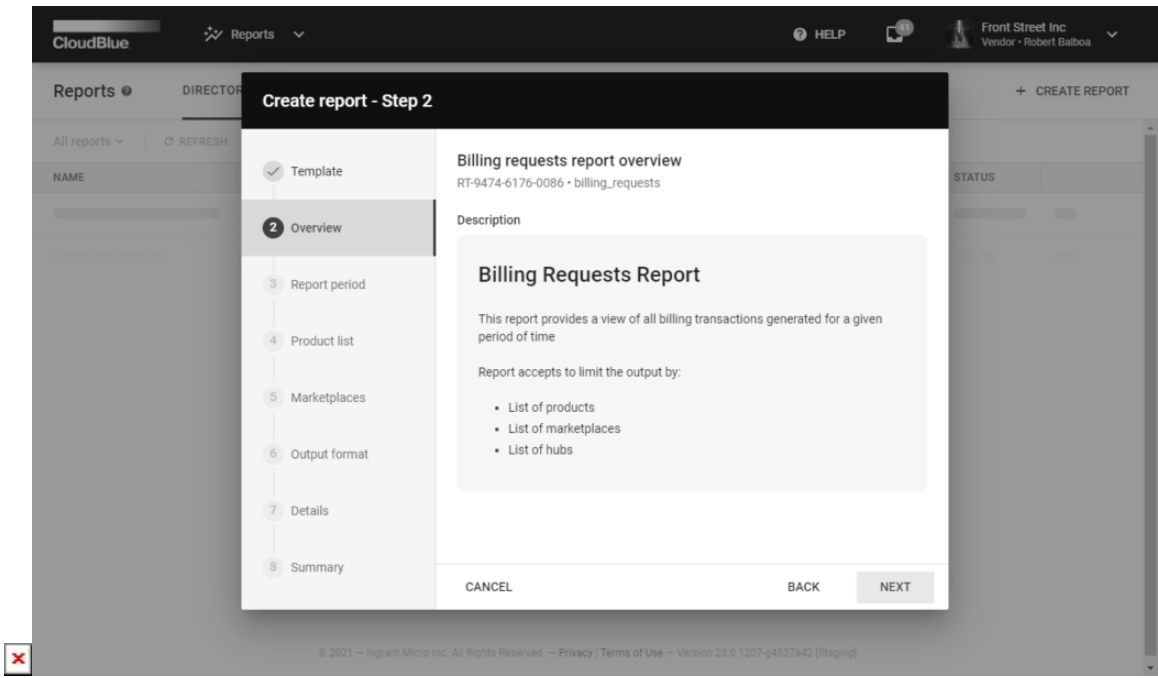 CloudBlue
Reports
HELP
41
Front Street Inc
Vendor • Robert Balboa
Reports
DIRECTOR
+ CREATE REPORT
All reports
REFRESH
NAME
STATUS
Create report - Step 2
Template
2 Overview
3 Report period
4 Product list
5 Marketplaces
6 Output format
7 Details
8 Summary
Billing requests report overview
RT-9474-6176-0086 • billing_requests
Description
Billing Requests Report
This report provides a view of all billing transactions generated for a given
period of time
Report accepts to limit the output by:
• List of products
• List of marketplaces
• List of hubs
CANCEL
BACK
NEXT
© 2021 — Ingram Micro Inc. All Rights Reserved. — Privacy | Terms of Use — Version 23.0.1207-g4527a42 [Staging]